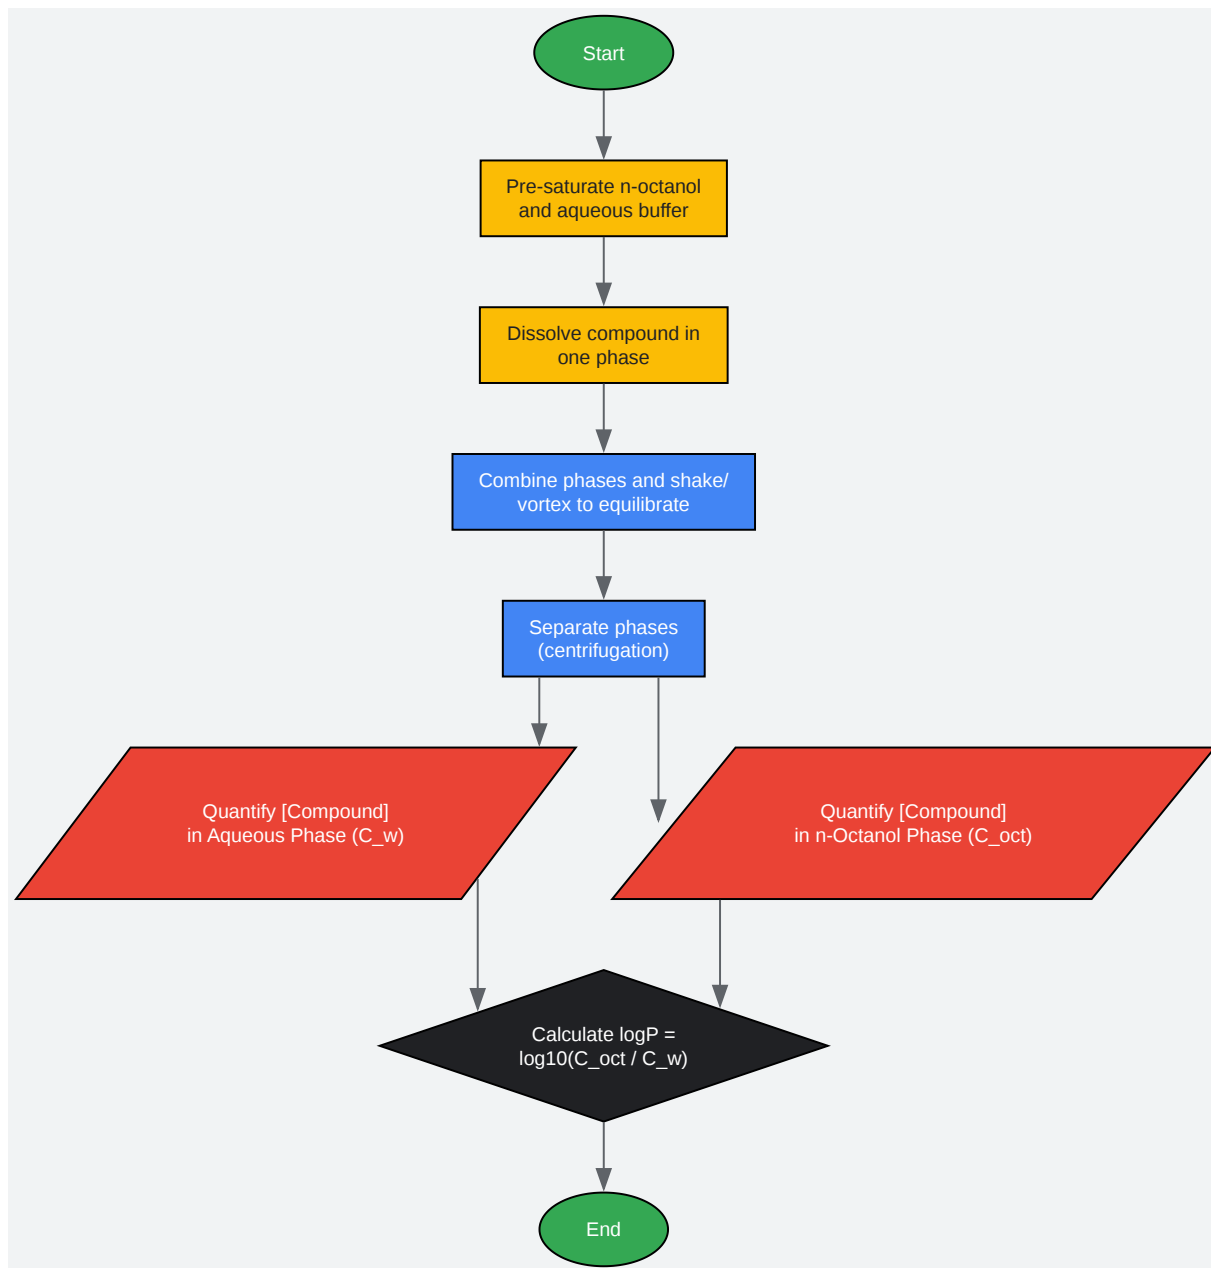 Start
Pre-saturate n-octanol
and aqueous buffer
Dissolve compound in
one phase
Combine phases and shake/
vortex to equilibrate
Separate phases
(centrifugation)
Quantify [Compound]
in Aqueous Phase (C_w)
Quantify [Compound]
in n-Octanol Phase (C_oct)
Calculate logP =
log10(C_oct / C_w)
End